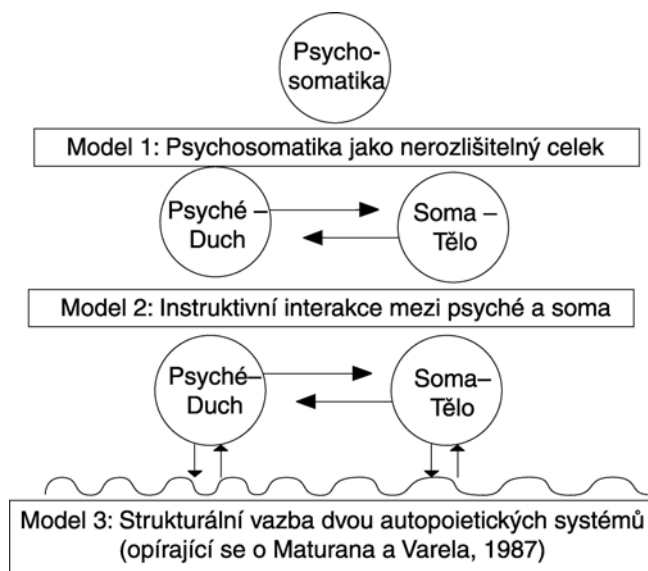 Psycho-
somatika
Model 1: Psychosomatika jako nerozlišitelný celek
Psyché –
Duch
Soma –
Tělo
Model 2: Instruktivní interakce mezi psyché a soma
Psyché–
Duch
Soma–
Tělo
Model 3: Strukturální vazba dvou autopoietických systémů
(opírající se o Maturana a Varela, 1987)